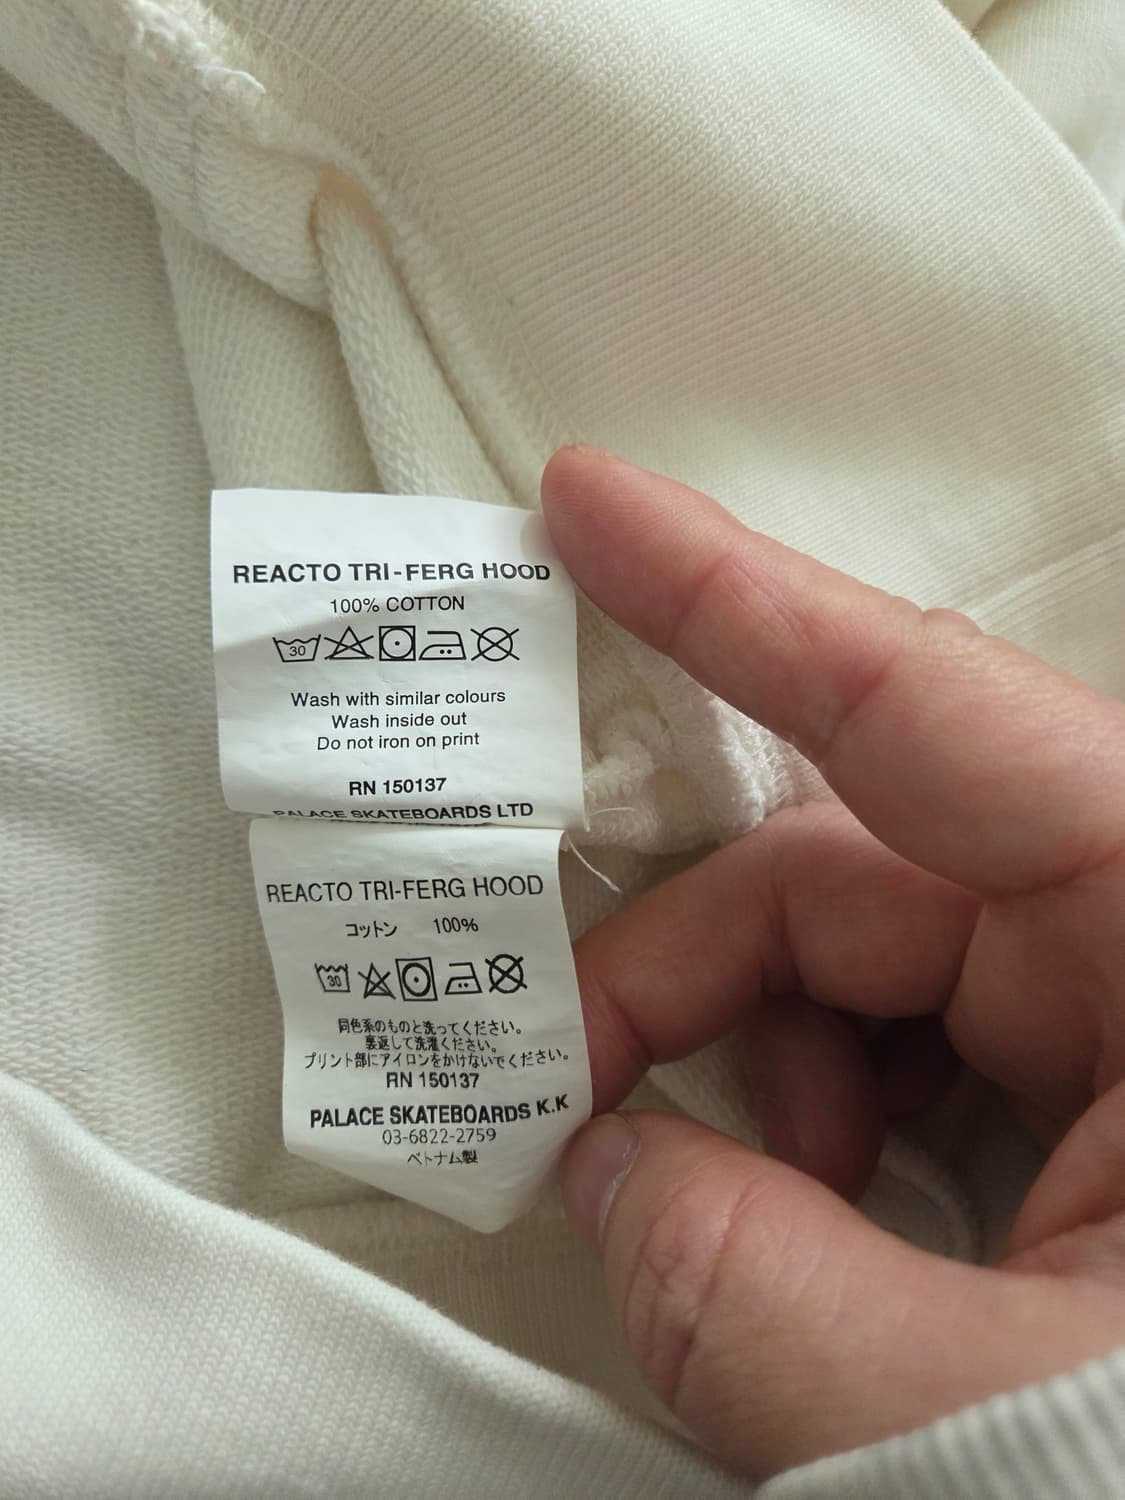 REACTO TRI-FERG HOOD
100% COTTON
30
Wash with similar colours
Wash inside out
Do not iron on print
RN 150137
PALACE SKATEBOARDS LTD
REACTO TRI-FERG HOOD
コットン 100%
30
同色系のものと洗ってください。
裏返して洗濯ください。
プリント部にアイロンをかけないでください。
RN 150137
PALACE SKATEBOARDS K.K
03-6822-2759
ベトナム製